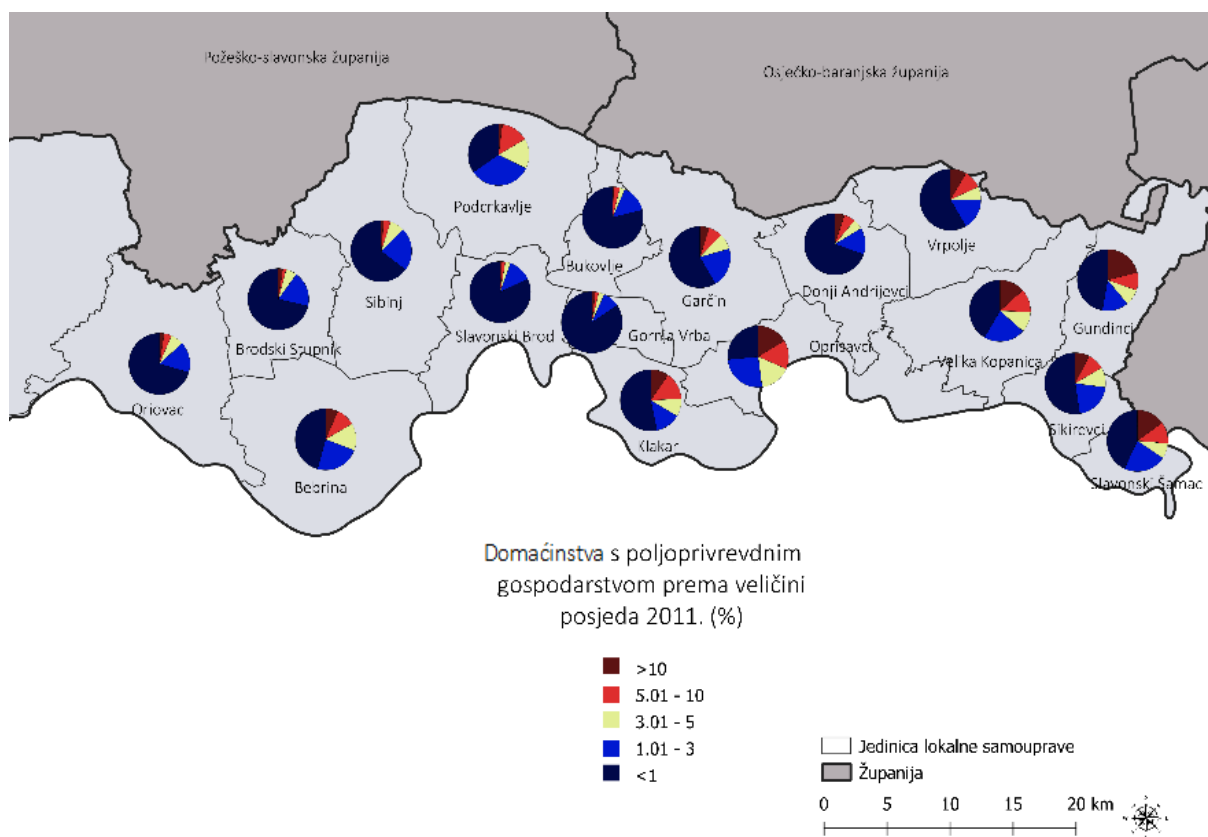 Požeško-slavonska županija
Osječko-baranjska županija
Podcrkavlje
Bukovlje
Vrpolje
Sibinj
Garčin
Donji Andrijevci
Gundinci
Brodski Stupnik
Slavonski Brod
Gornja Vrba
Oprisavci
Velika Kopanica
Oriovac
Klakar
Sikirevci
Bebrina
Slavonski Šamac
Domaćinstva s poljoprivrevdnim
gospodarstvom prema veličini
posjeda 2011. (%)
>10
5.01 - 10
3.01 - 5
1.01 - 3
<1
Jedinica lokalne samouprave
Županija
0 5 10 15 20 km